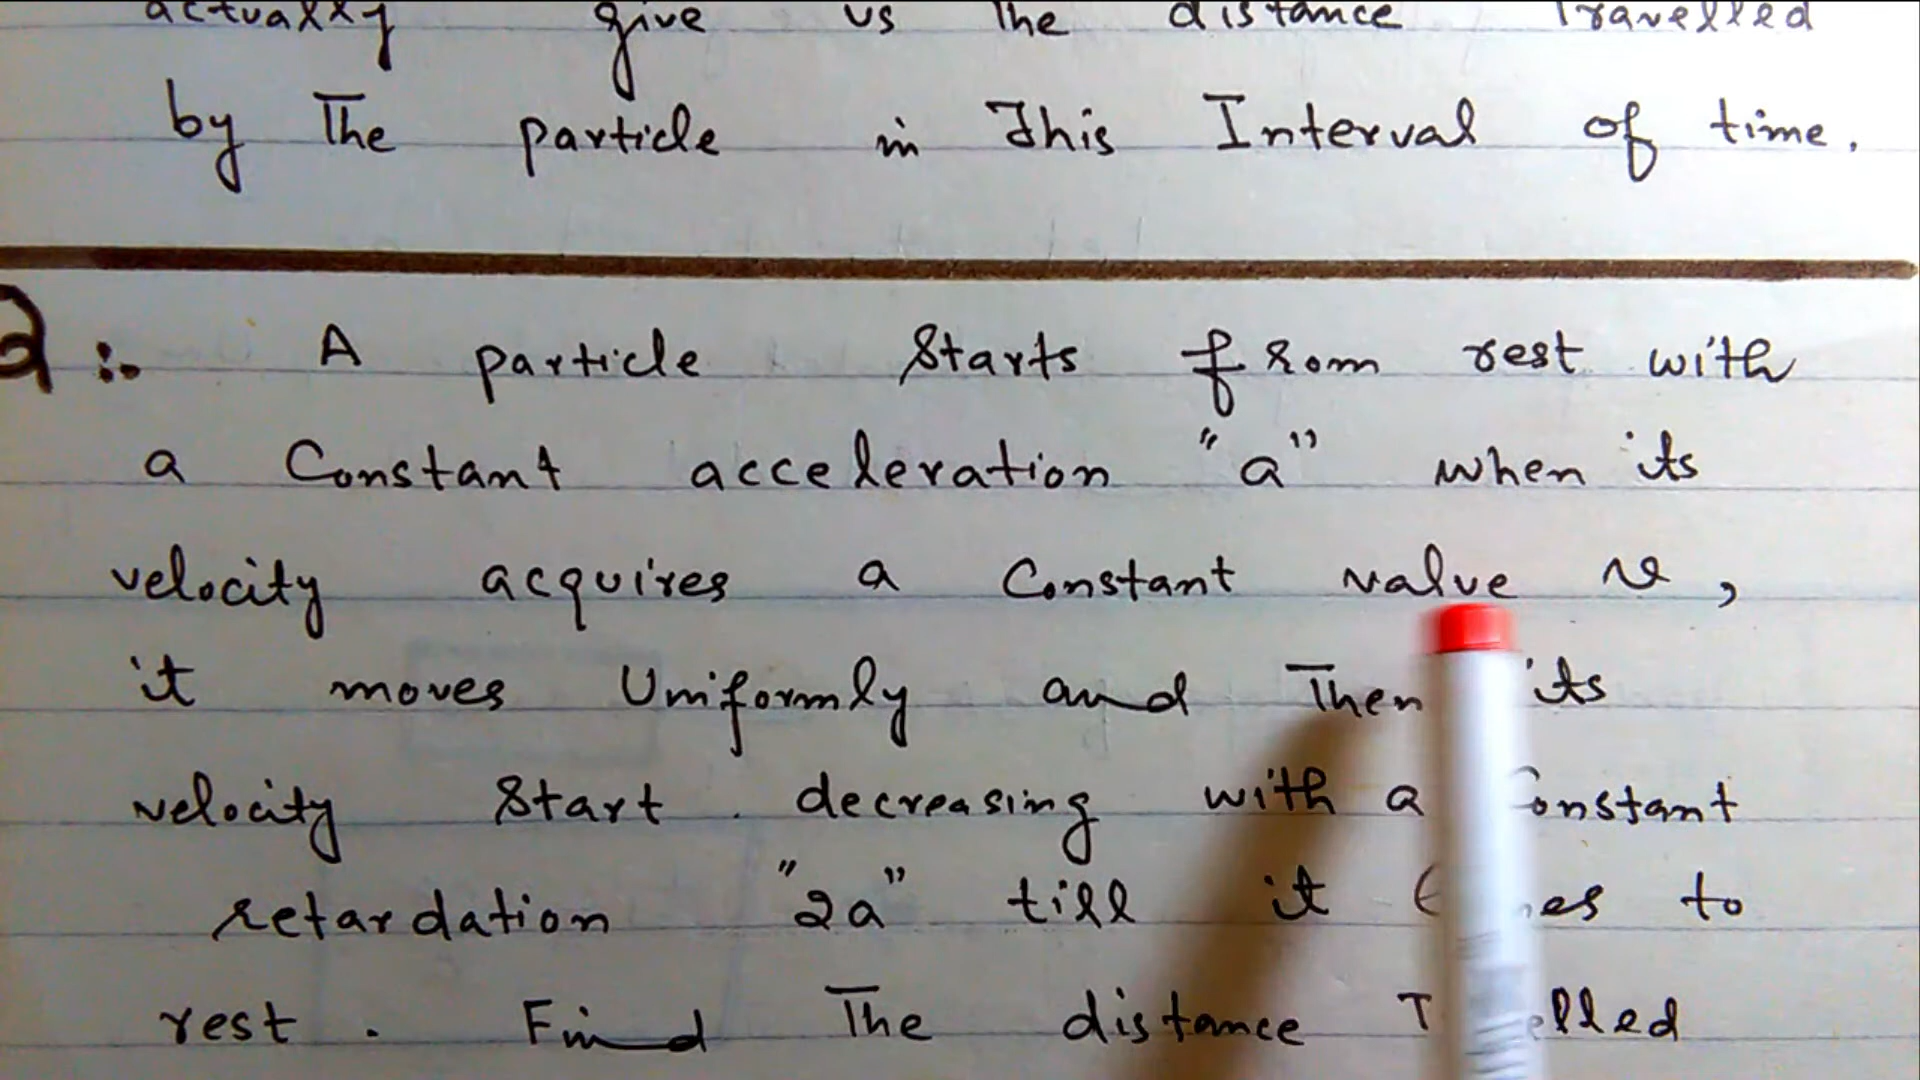 actually give us The distance Travelled
by The particle in This Interval of time.
Q:- A particle Starts from rest with
a Constant acceleration "a" when its
velocity acquires a Constant value v,
it moves Uniformly and Then its
velocity Start decreasing with a Constant
retardation "2a" till it to
rest. Find The distance